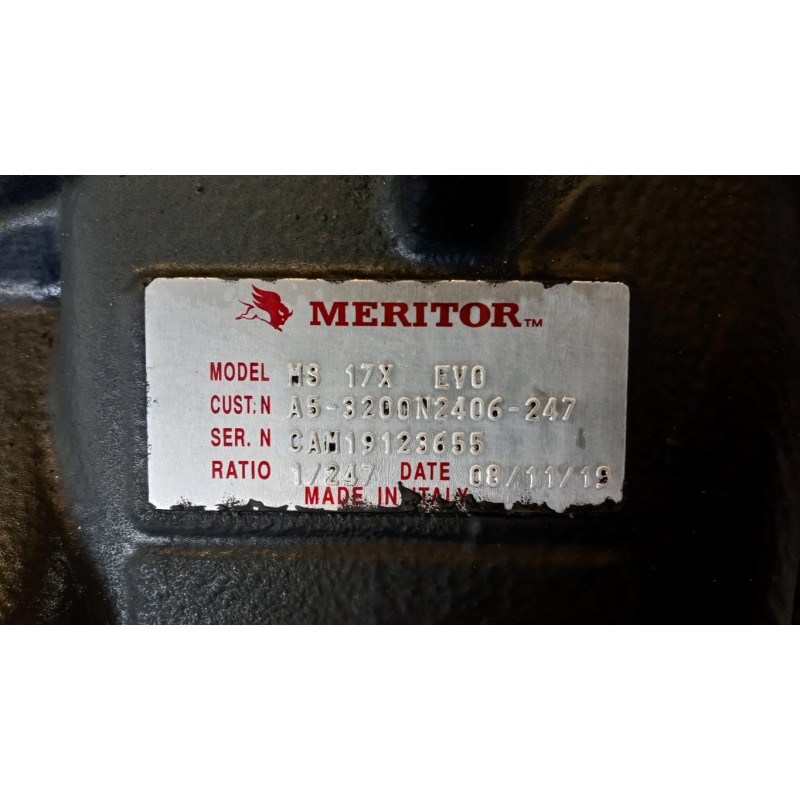 MERITOR™
MODEL MS 17X EVO
CUST.N A5-3200N2406-247
SER. N CAM19123655
RATIO 1/247 DATE 08/11/19
MADE IN ITALY